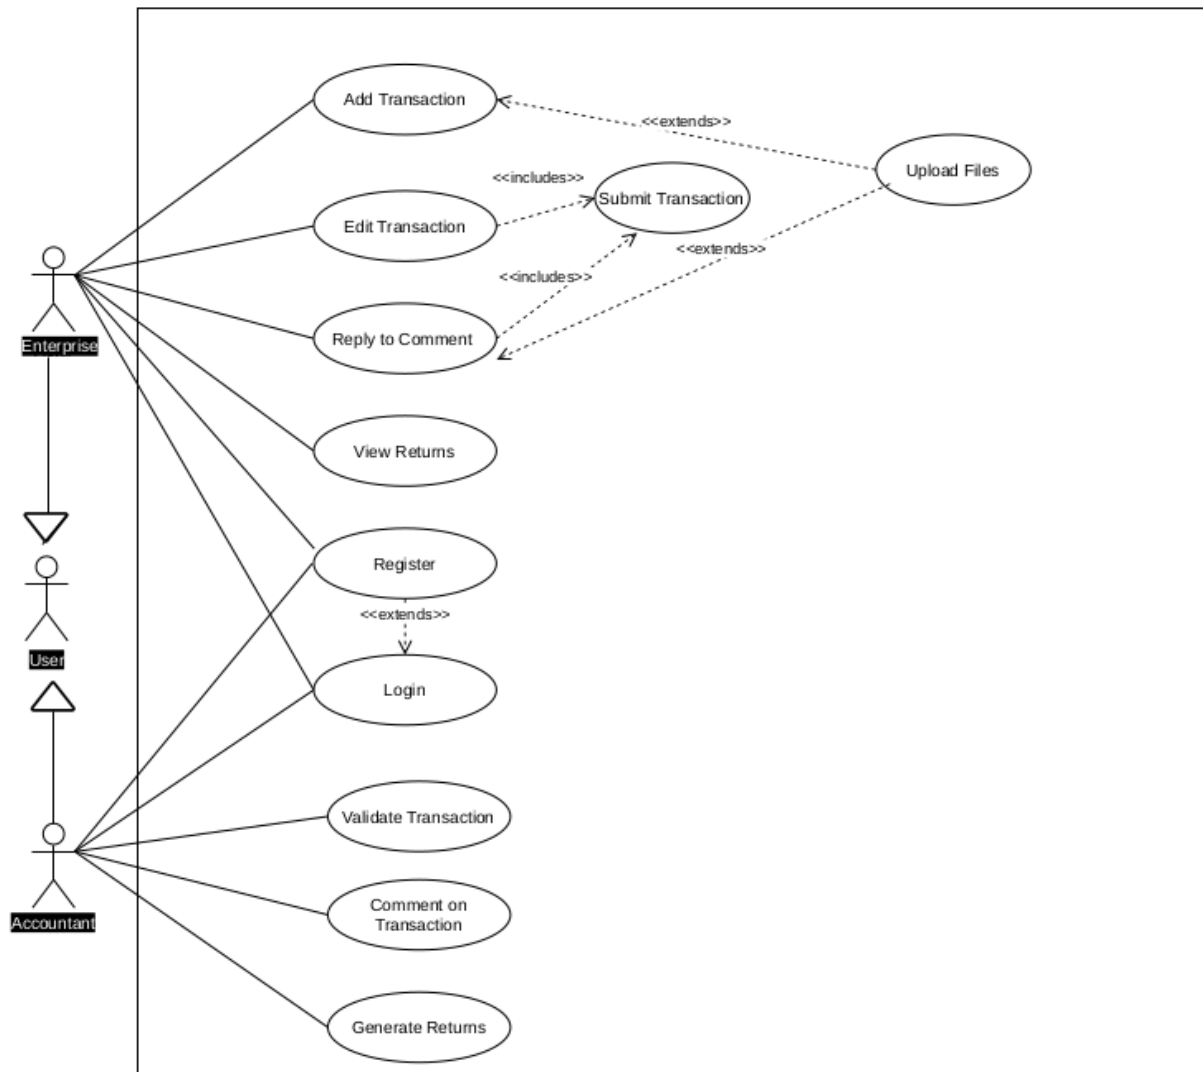 Add Transaction
<<extends>>
Upload Files
<<includes>>
Submit Transaction
Edit Transaction
<<extends>>
<<includes>>
Enterprise
Reply to Comment
View Returns
Register
<<extends>>
User
Login
Validate Transaction
Comment on
Transaction
Accountant
Generate Returns